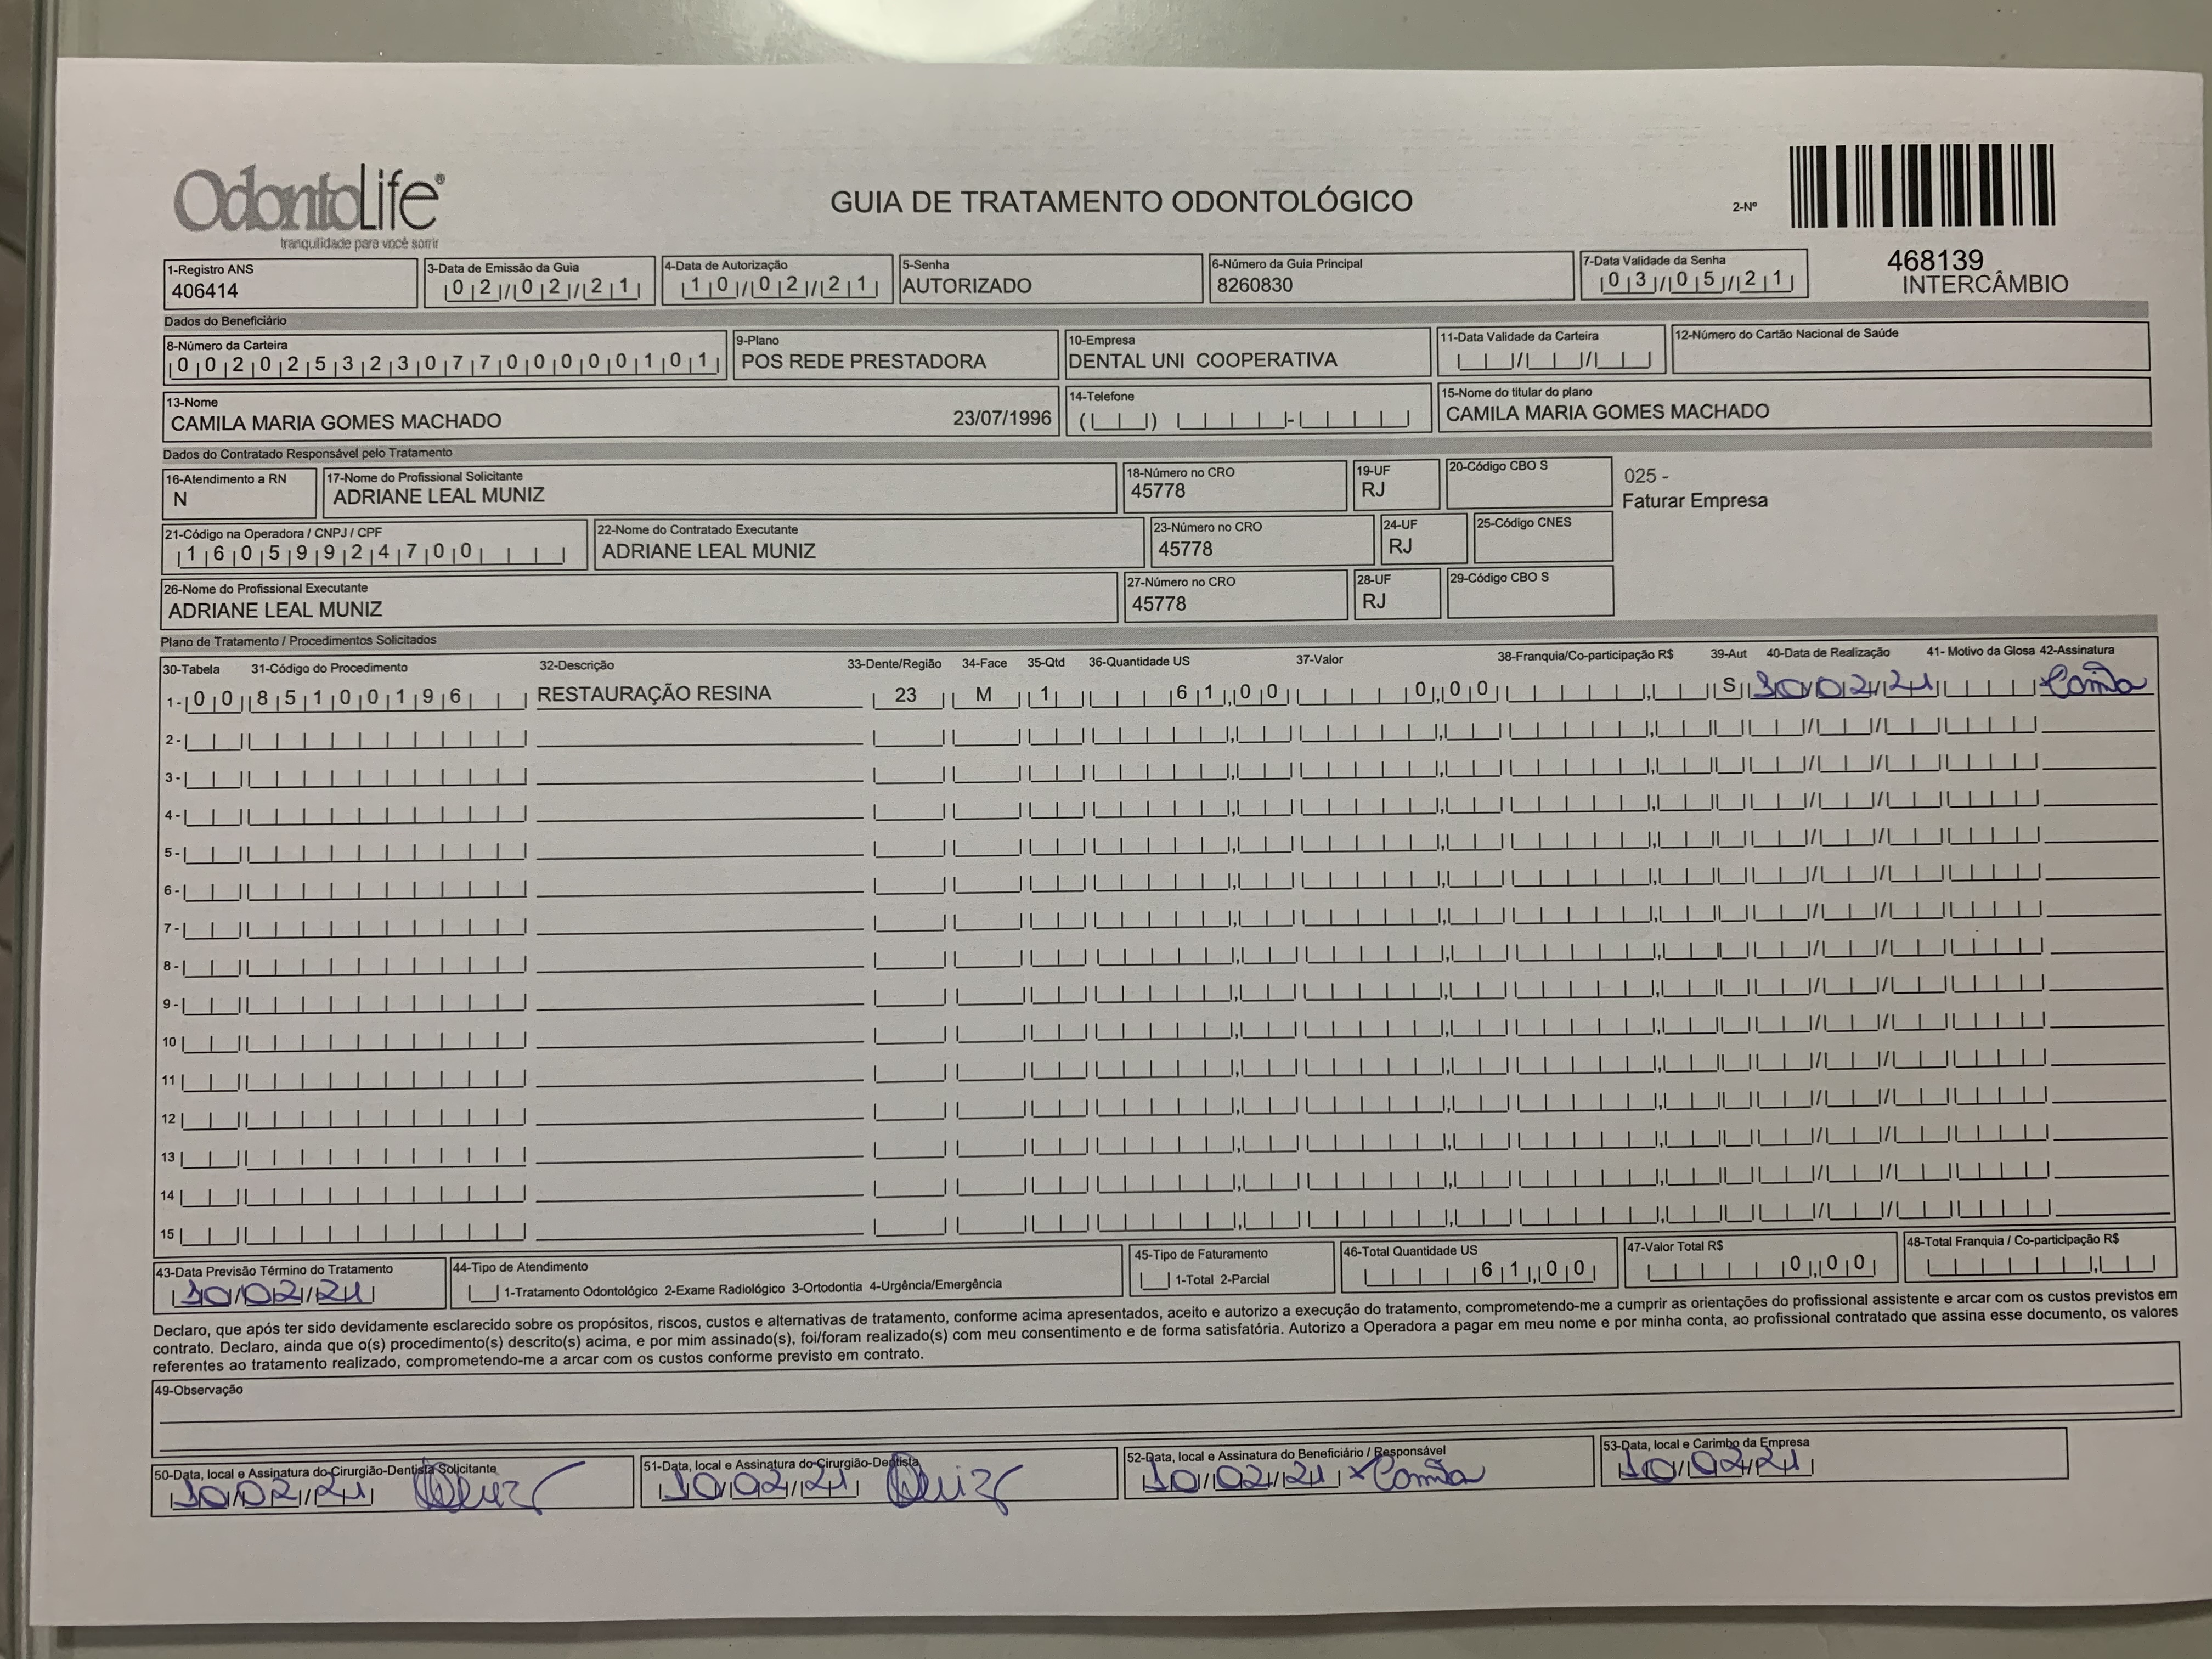 OdontoLife®
tranquilidade para você sorrir
GUIA DE TRATAMENTO ODONTOLÓGICO
2-Nº
468139
INTERCÂMBIO
1-Registro ANS
406414
3-Data de Emissão da Guia
02/02/21
4-Data de Autorização
10/02/21
5-Senha
AUTORIZADO
6-Número da Guia Principal
8260830
7-Data Validade da Senha
03/05/21
Dados do Beneficiário
8-Número da Carteira
00202532307700000101
9-Plano
POS REDE PRESTADORA
10-Empresa
DENTAL UNI COOPERATIVA
11-Data Validade da Carteira
12-Número do Cartão Nacional de Saúde
13-Nome
CAMILA MARIA GOMES MACHADO 23/07/1996
14-Telefone
15-Nome do titular do plano
CAMILA MARIA GOMES MACHADO
Dados do Contratado Responsável pelo Tratamento
16-Atendimento a RN
N
17-Nome do Profissional Solicitante
ADRIANE LEAL MUNIZ
18-Número no CRO
45778
19-UF
RJ
20-Código CBO S
025 -
Faturar Empresa
21-Código na Operadora / CNPJ / CPF
16059924700
22-Nome do Contratado Executante
ADRIANE LEAL MUNIZ
23-Número no CRO
45778
24-UF
RJ
25-Código CNES
26-Nome do Profissional Executante
ADRIANE LEAL MUNIZ
27-Número no CRO
45778
28-UF
RJ
29-Código CBO S
Plano de Tratamento / Procedimentos Solicitados
30-Tabela 31-Código do Procedimento 32-Descrição 33-Dente/Região 34-Face 35-Qtd 36-Quantidade US 37-Valor 38-Franquia/Co-participação R$ 39-Aut 40-Data de Realização 41- Motivo da Glosa 42-Assinatura
1- 00 85100196 RESTAURAÇÃO RESINA 23 M 1 61,00 0,00 S 10/02/21 Camila
2-
3-
4-
5-
6-
7-
8-
9-
10
11
12
13
14
15
43-Data Previsão Término do Tratamento
10/02/21
44-Tipo de Atendimento
1-Tratamento Odontológico 2-Exame Radiológico 3-Ortodontia 4-Urgência/Emergência
45-Tipo de Faturamento
1-Total 2-Parcial
46-Total Quantidade US
61,00
47-Valor Total R$
0,00
48-Total Franquia / Co-participação R$
Declaro, que após ter sido devidamente esclarecido sobre os propósitos, riscos, custos e alternativas de tratamento, conforme acima apresentados, aceito e autorizo a execução do tratamento, comprometendo-me a cumprir as orientações do profissional assistente e arcar com os custos previstos em
contrato. Declaro, ainda que o(s) procedimento(s) descrito(s) acima, e por mim assinado(s), foi/foram realizado(s) com meu consentimento e de forma satisfatória. Autorizo a Operadora a pagar em meu nome e por minha conta, ao profissional contratado que assina esse documento, os valores
referentes ao tratamento realizado, comprometendo-me a arcar com os custos conforme previsto em contrato.
49-Observação
50-Data, local e Assinatura do Cirurgião-Dentista Solicitante
10/02/21
51-Data, local e Assinatura do Cirurgião-Dentista
10/02/21
52-Data, local e Assinatura do Beneficiário / Responsável
10/02/21 x Camila
53-Data, local e Carimbo da Empresa
10/02/21